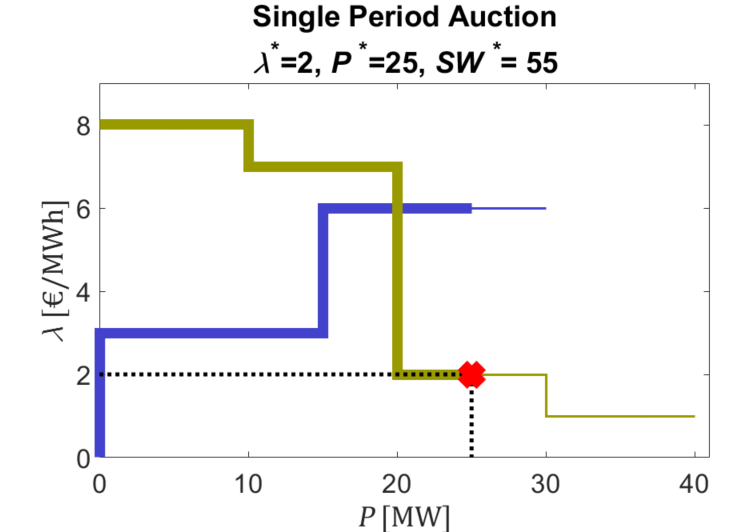 Single Period Auction
λ*=2, P*=25, SW*= 55
λ [€/MWh]
8
6
4
2
0
0 10 20 30 40
P [MW]